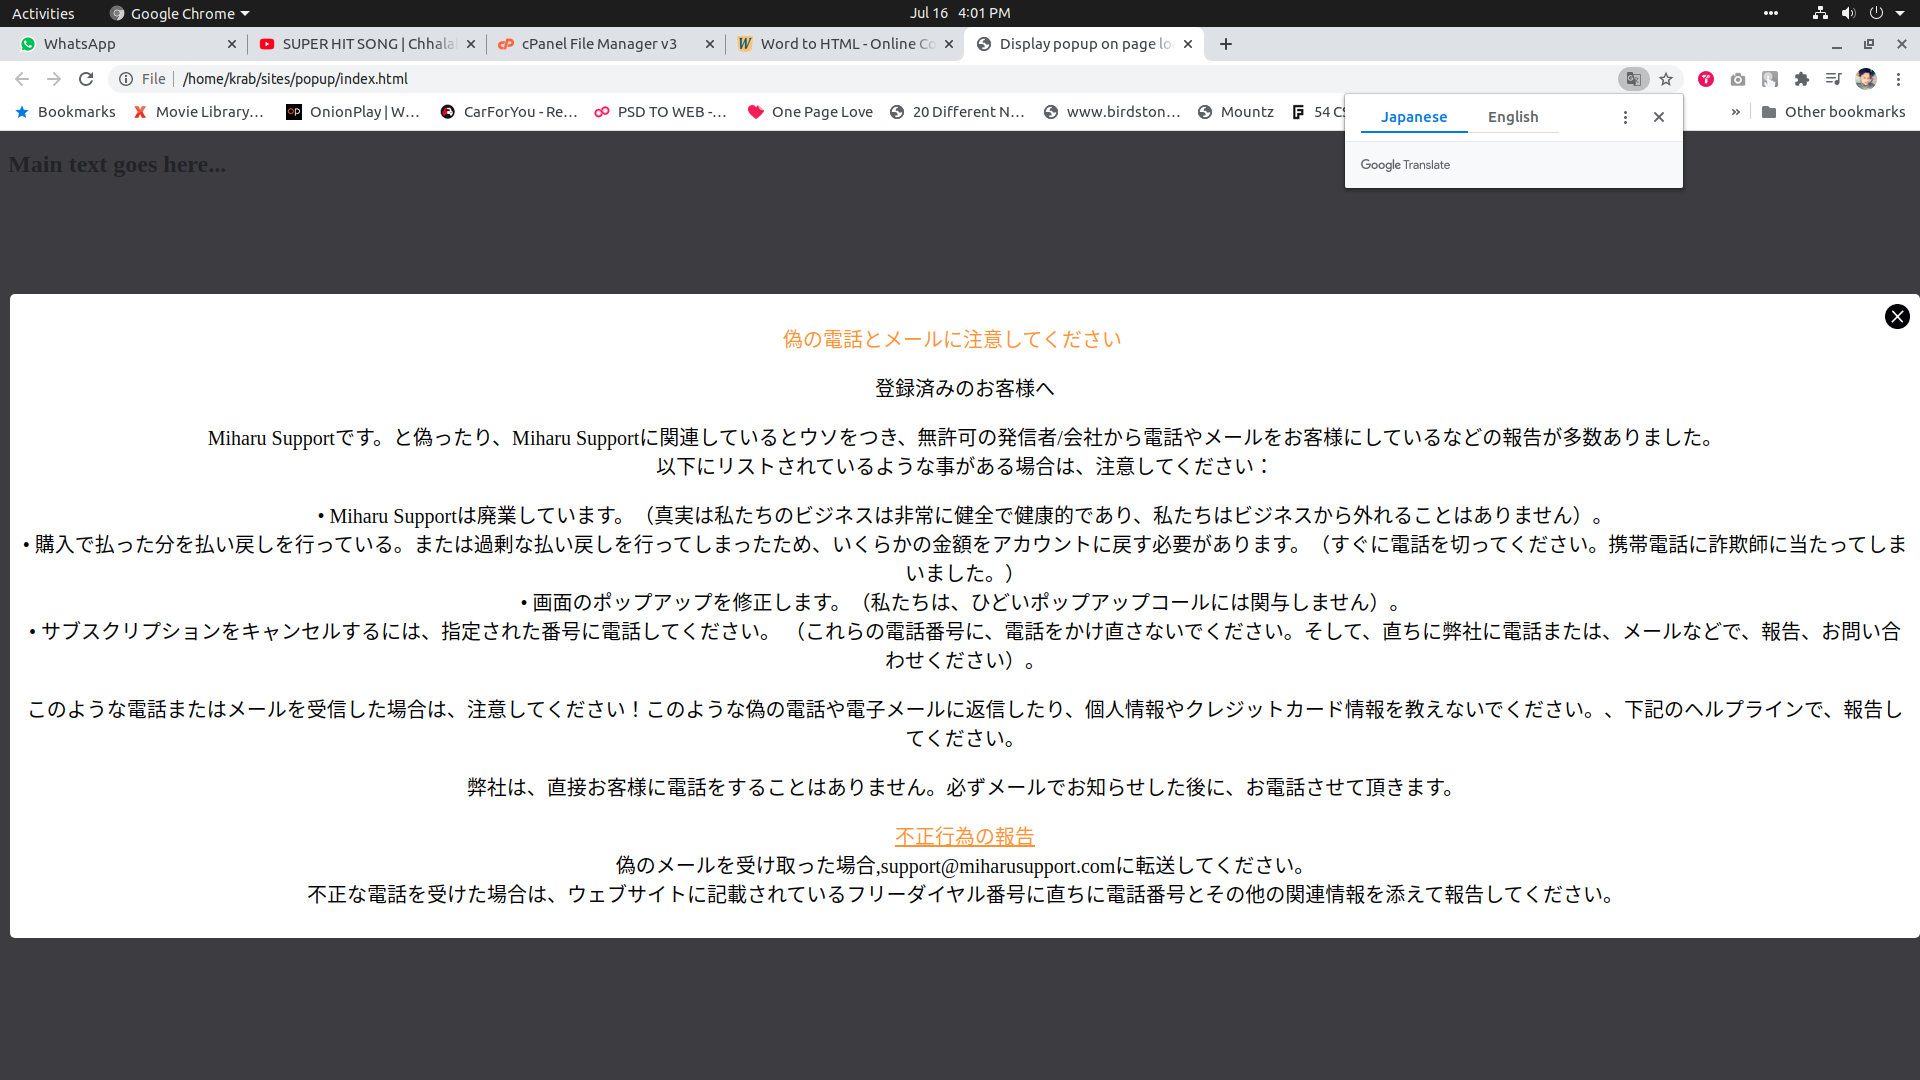 Activities
Google Chrome
Jul 16 4:01 PM
WhatsApp
SUPER HIT SONG | Chhala
cPanel File Manager v3
Word to HTML - Online Co
Display popup on page lo
File
/home/krab/sites/popup/index.html
Bookmarks
Movie Library...
OnionPlay | W...
CarForYou - Re...
PSD TO WEB -...
One Page Love
20 Different N...
www.birdston...
Mountz
54 CS
»
Other bookmarks
Japanese
English
Google Translate
Main text goes here...
偽の電話とメールに注意してください
登録済みのお客様へ
Miharu Supportです。と偽ったり、Miharu Supportに関連しているとウソをつき、無許可の発信者/会社から電話やメールをお客様にしているなどの報告が多数ありました。
以下にリストされているような事がある場合は、注意してください：
• Miharu Supportは廃業しています。（真実は私たちのビジネスは非常に健全で健康的であり、私たちはビジネスから外れることはありません）。
• 購入で払った分を払い戻しを行っている。または過剰な払い戻しを行ってしまったため、いくらかの金額をアカウントに戻す必要があります。（すぐに電話を切ってください。携帯電話に詐欺師に当たってしま
いました。）
• 画面のポップアップを修正します。（私たちは、ひどいポップアップコールには関与しません）。
• サブスクリプションをキャンセルするには、指定された番号に電話してください。 （これらの電話番号に、電話をかけ直さないでください。そして、直ちに弊社に電話または、メールなどで、報告、お問い合
わせください）。
このような電話またはメールを受信した場合は、注意してください！このような偽の電話や電子メールに返信したり、個人情報やクレジットカード情報を教えないでください。、下記のヘルプラインで、報告し
てください。
弊社は、直接お客様に電話をすることはありません。必ずメールでお知らせした後に、お電話させて頂きます。
不正行為の報告
偽のメールを受け取った場合,support@miharusupport.comに転送してください。
不正な電話を受けた場合は、ウェブサイトに記載されているフリーダイヤル番号に直ちに電話番号とその他の関連情報を添えて報告してください。